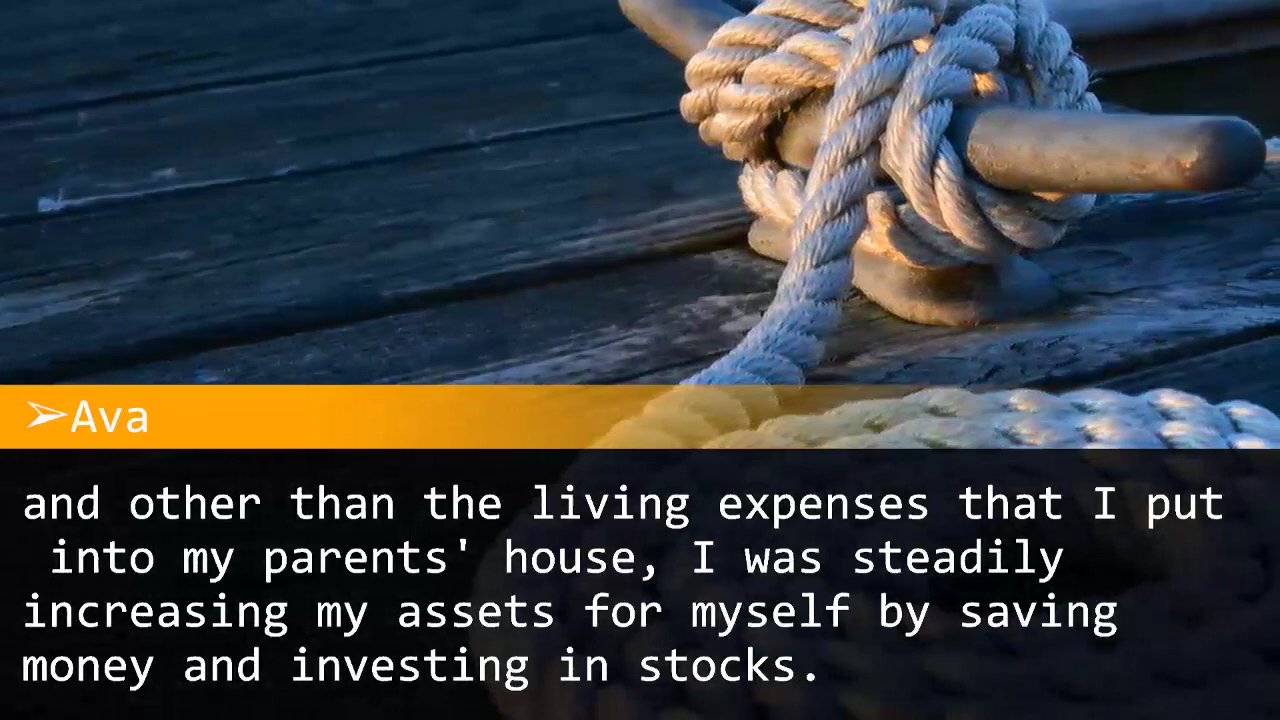 ➢Ava
and other than the living expenses that I put
into my parents' house, I was steadily
increasing my assets for myself by saving
money and investing in stocks.